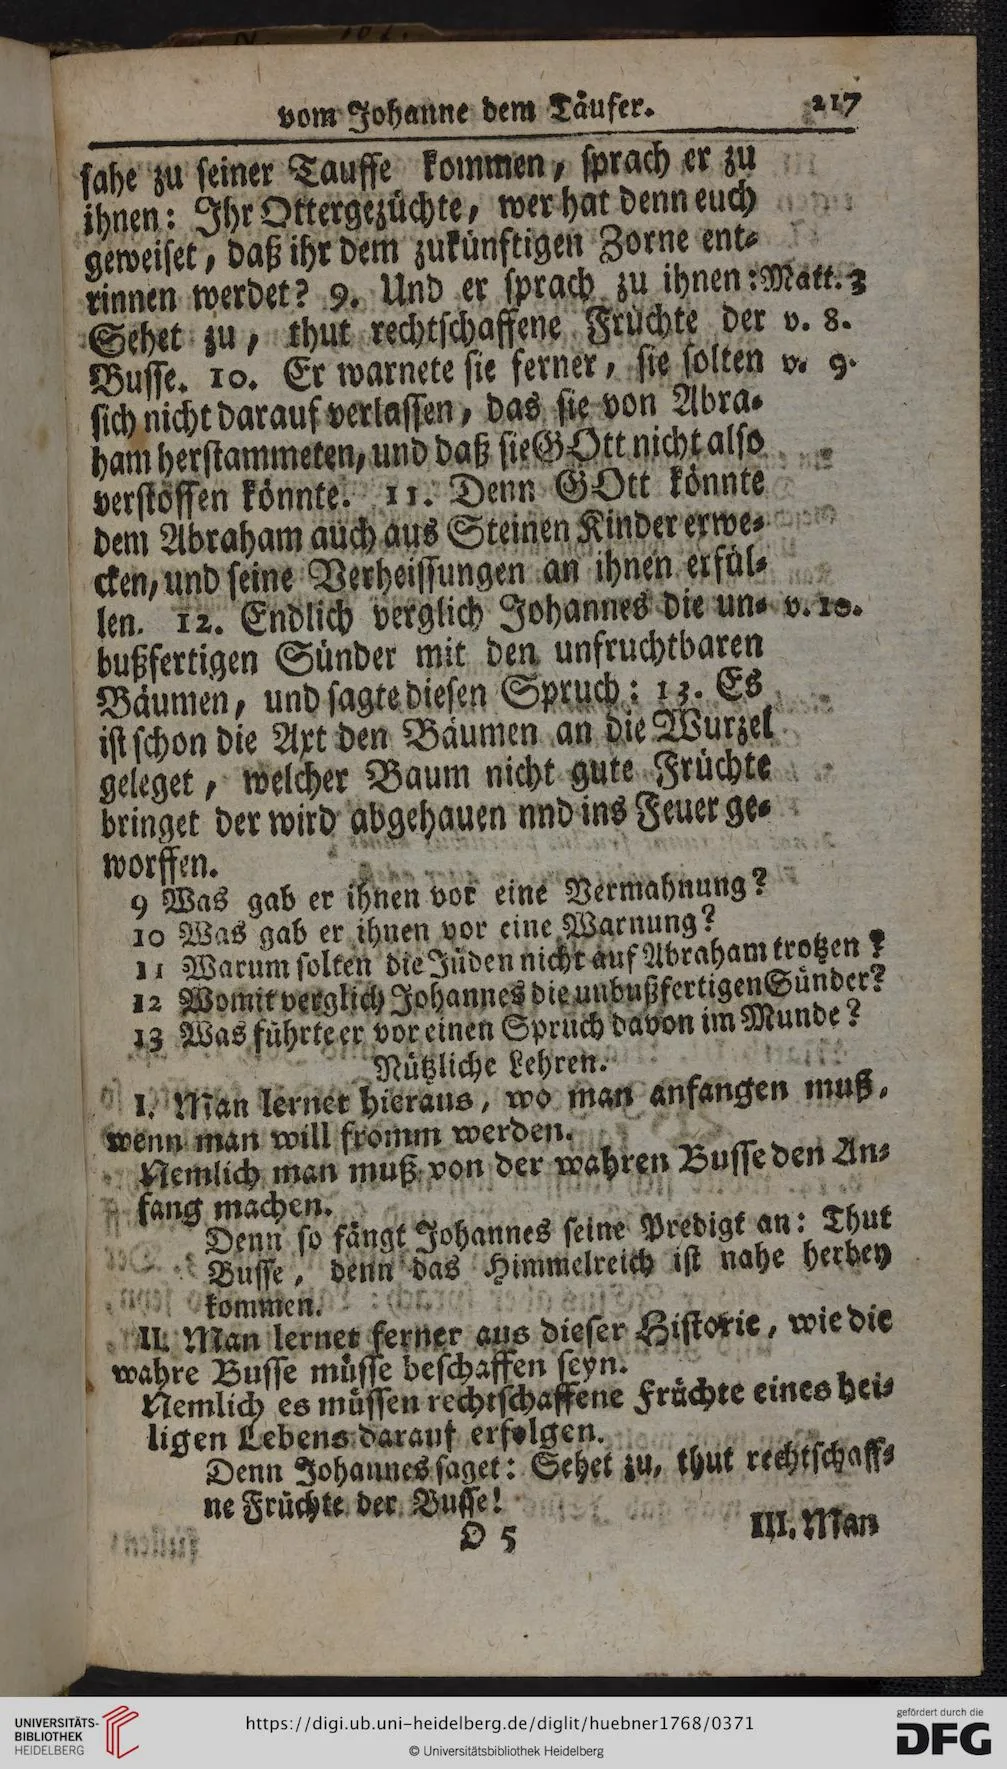 vom Johanne dem Täufer. 217
sahe zu seiner Tauffe kommen, sprach er zu
ihnen: Ihr Ottergezüchte, wer hat denn euch
geweiset, daß ihr dem zukünftigen Zorne ent-
rinnen werdet? 9. Und er sprach zu ihnen: Matt. 3
Sehet zu, thut rechtschaffene Früchte der v. 8.
Busse. 10. Er warnete sie ferner, sie solten v. 9.
sich nicht darauf verlassen, das sie von Abra-
ham herstammeten, und daß sie GOtt nicht also
verstossen könnte. 11. Denn GOtt könnte
dem Abraham auch aus Steinen Kinder erwe-
cken, und seine Verheissungen an ihnen erfül-
len. 12. Endlich verglich Johannes die un- v. 10.
bußfertigen Sünder mit den unfruchtbaren
Bäumen, und sagte diesen Spruch: 13. Es
ist schon die Axt den Bäumen an die Wurzel
geleget, welcher Baum nicht gute Früchte
bringet der wird abgehauen nnd ins Feuer ge-
worffen.
9 Was gab er ihnen vor eine Vermahnung?
10 Was gab er ihnen vor eine Warnung?
11 Warum solten die Jüden nicht auf Abraham trotzen?
12 Womit verglich Johannes die unbußfertigen Sünder?
13 Was führte er vor einen Spruch davon im Munde?
Nützliche Lehren.
I. Man lernet hieraus, wo man anfangen muß,
wenn man will fromm werden.
Nemlich man muß von der wahren Busse den An-
fang machen.
Denn so fängt Johannes seine Predigt an: Thut
Busse, denn das Himmelreich ist nahe herbey
kommen.
II. Man lernet ferner aus dieser Historie, wie die
wahre Busse müsse beschaffen seyn.
Nemlich es müssen rechtschaffene Früchte eines hei-
ligen Lebens darauf erfolgen.
Denn Johannes saget: Sehet zu, thut rechtschaff-
ne Früchte der Busse!
O 5 III. Man
UNIVERSITÄTS-
BIBLIOTHEK
HEIDELBERG
https://digi.ub.uni-heidelberg.de/diglit/huebner1768/0371
© Universitätsbibliothek Heidelberg
gefördert durch die
DFG